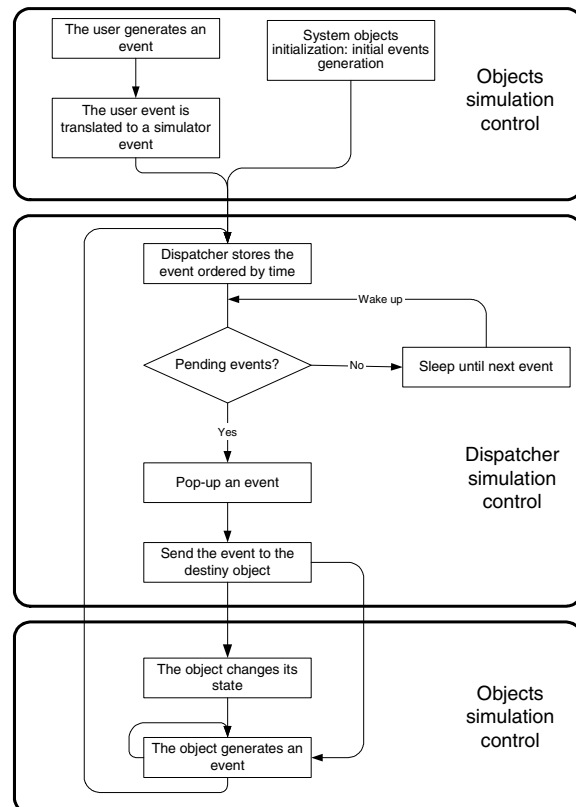 The user generates an
event
System objects
initialization: initial events
generation
The user event is
translated to a simulator
event
Objects
simulation
control
Dispatcher stores the
event ordered by time
Wake up
Pending events?
No
Sleep until next event
Yes
Pop-up an event
Dispatcher
simulation
control
Send the event to the
destiny object
The object changes its
state
Objects
simulation
control
The object generates an
event